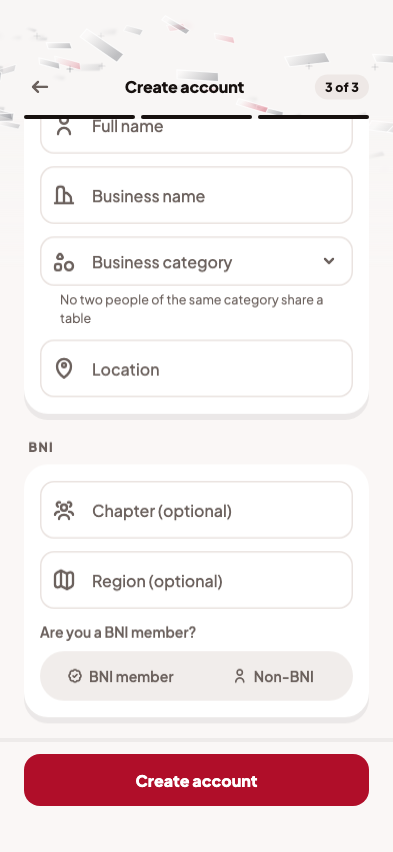 Create account
3 of 3
Full name
Business name
Business category
No two people of the same category share a
table
Location
BNI
Chapter (optional)
Region (optional)
Are you a BNI member?
BNI member
Non-BNI
Create account